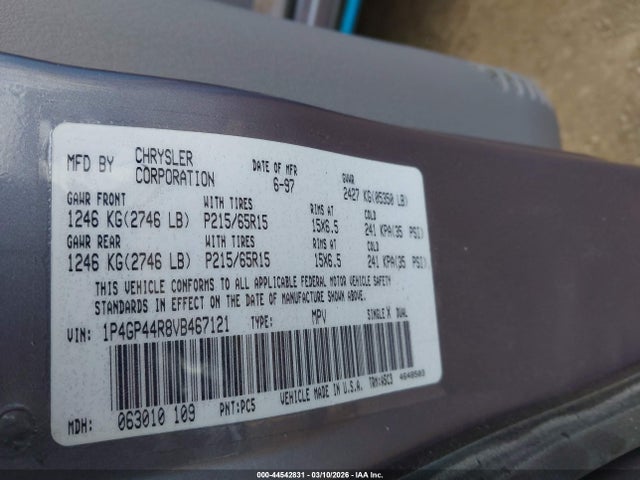 MFD BY CHRYSLER CORPORATION DATE OF MFR 6-97 GVWR 2427 KG(05350 LB)
GAWR FRONT WITH TIRES RIMS AT COLD
1246 KG(2746 LB) P215/65R15 15X6.5 241 KPA(35 PSI)
GAWR REAR WITH TIRES RIMS AT COLD
1246 KG(2746 LB) P215/65R15 15X6.5 241 KPA(35 PSI)
THIS VEHICLE CONFORMS TO ALL APPLICABLE FEDERAL MOTOR VEHICLE SAFETY
STANDARDS IN EFFECT ON THE DATE OF MANUFACTURE SHOWN ABOVE.
VIN: 1P4GP44R8VB467121 TYPE: MPV SINGLE X DUAL
MDH: 063010 109 PNT:PC5 VEHICLE MADE IN U.S.A. TRM:ASC3 4648503
000-44542831 - 03/10/2026 - IAA Inc.